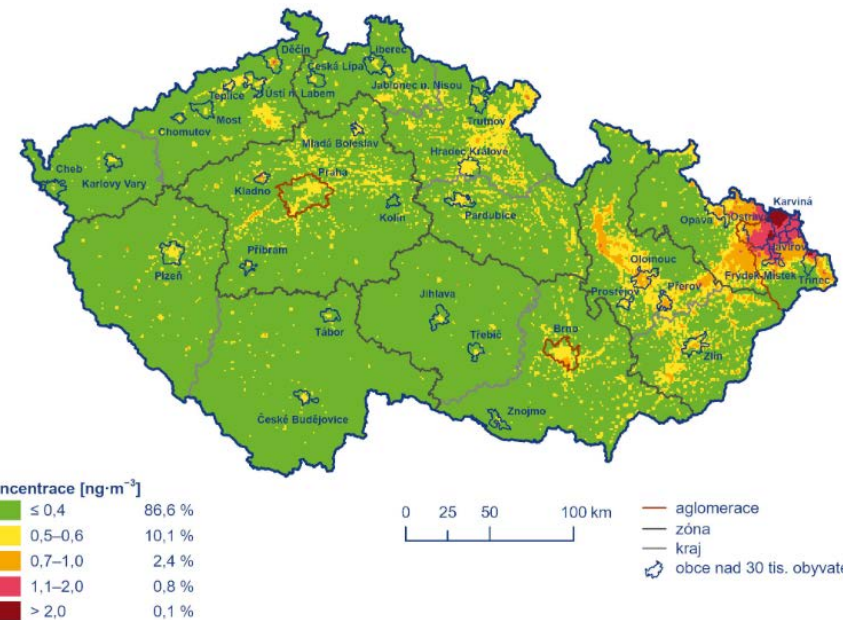 Děčín
Liberec
Česká Lípa
Jablonec n. Nisou
Teplice
Ústí n. Labem
Trutnov
Most
Chomutov
Mladá Boleslav
Hradec Králové
Cheb
Karlovy Vary
Praha
Kladno
Karviná
Opava
Ostrava
Kolín
Pardubice
Havířov
Olomouc
Plzeň
Příbram
Frýdek-Místek
Třinec
Prostějov
Přerov
Jihlava
Tábor
Třebíč
Brno
Zlín
České Budějovice
Znojmo
ncentrace [ng·m⁻³]
≤ 0,4 86,6 %
0,5–0,6 10,1 %
0,7–1,0 2,4 %
1,1–2,0 0,8 %
> 2,0 0,1 %
0 25 50 100 km
aglomerace
zóna
kraj
obce nad 30 tis. obyvate